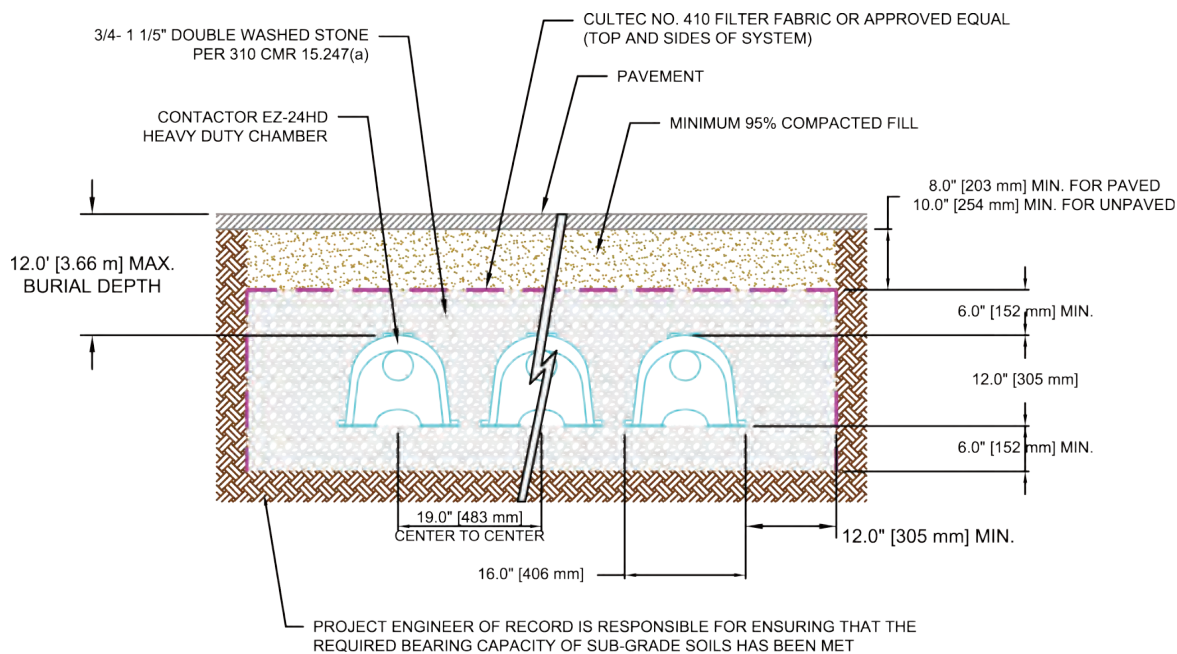 CULTEC NO. 410 FILTER FABRIC OR APPROVED EQUAL
(TOP AND SIDES OF SYSTEM)
3/4- 1 1/5" DOUBLE WASHED STONE
PER 310 CMR 15.247(a)
PAVEMENT
CONTACTOR EZ-24HD
HEAVY DUTY CHAMBER
MINIMUM 95% COMPACTED FILL
8.0" [203 mm] MIN. FOR PAVED
10.0" [254 mm] MIN. FOR UNPAVED
12.0' [3.66 m] MAX.
BURIAL DEPTH
6.0" [152 mm] MIN.
12.0" [305 mm]
6.0" [152 mm] MIN.
19.0" [483 mm]
CENTER TO CENTER
12.0" [305 mm] MIN.
16.0" [406 mm]
PROJECT ENGINEER OF RECORD IS RESPONSIBLE FOR ENSURING THAT THE
REQUIRED BEARING CAPACITY OF SUB-GRADE SOILS HAS BEEN MET